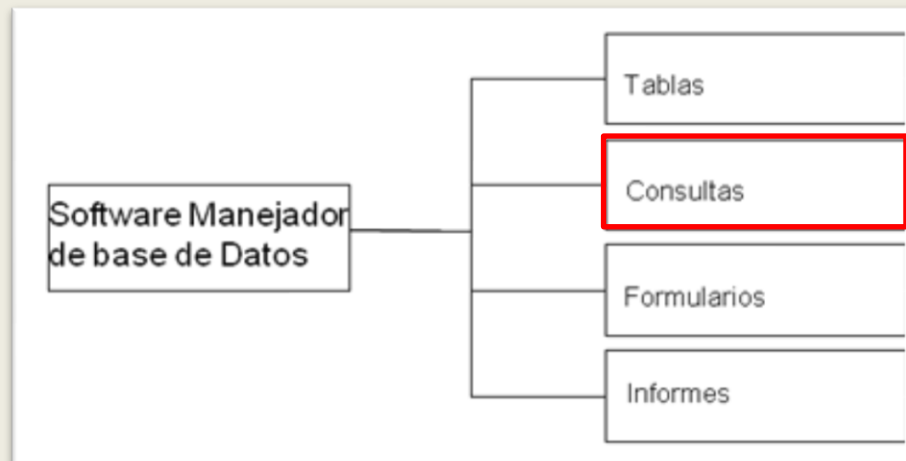 Software Manejador
de base de Datos
Tablas
Consultas
Formularios
Informes